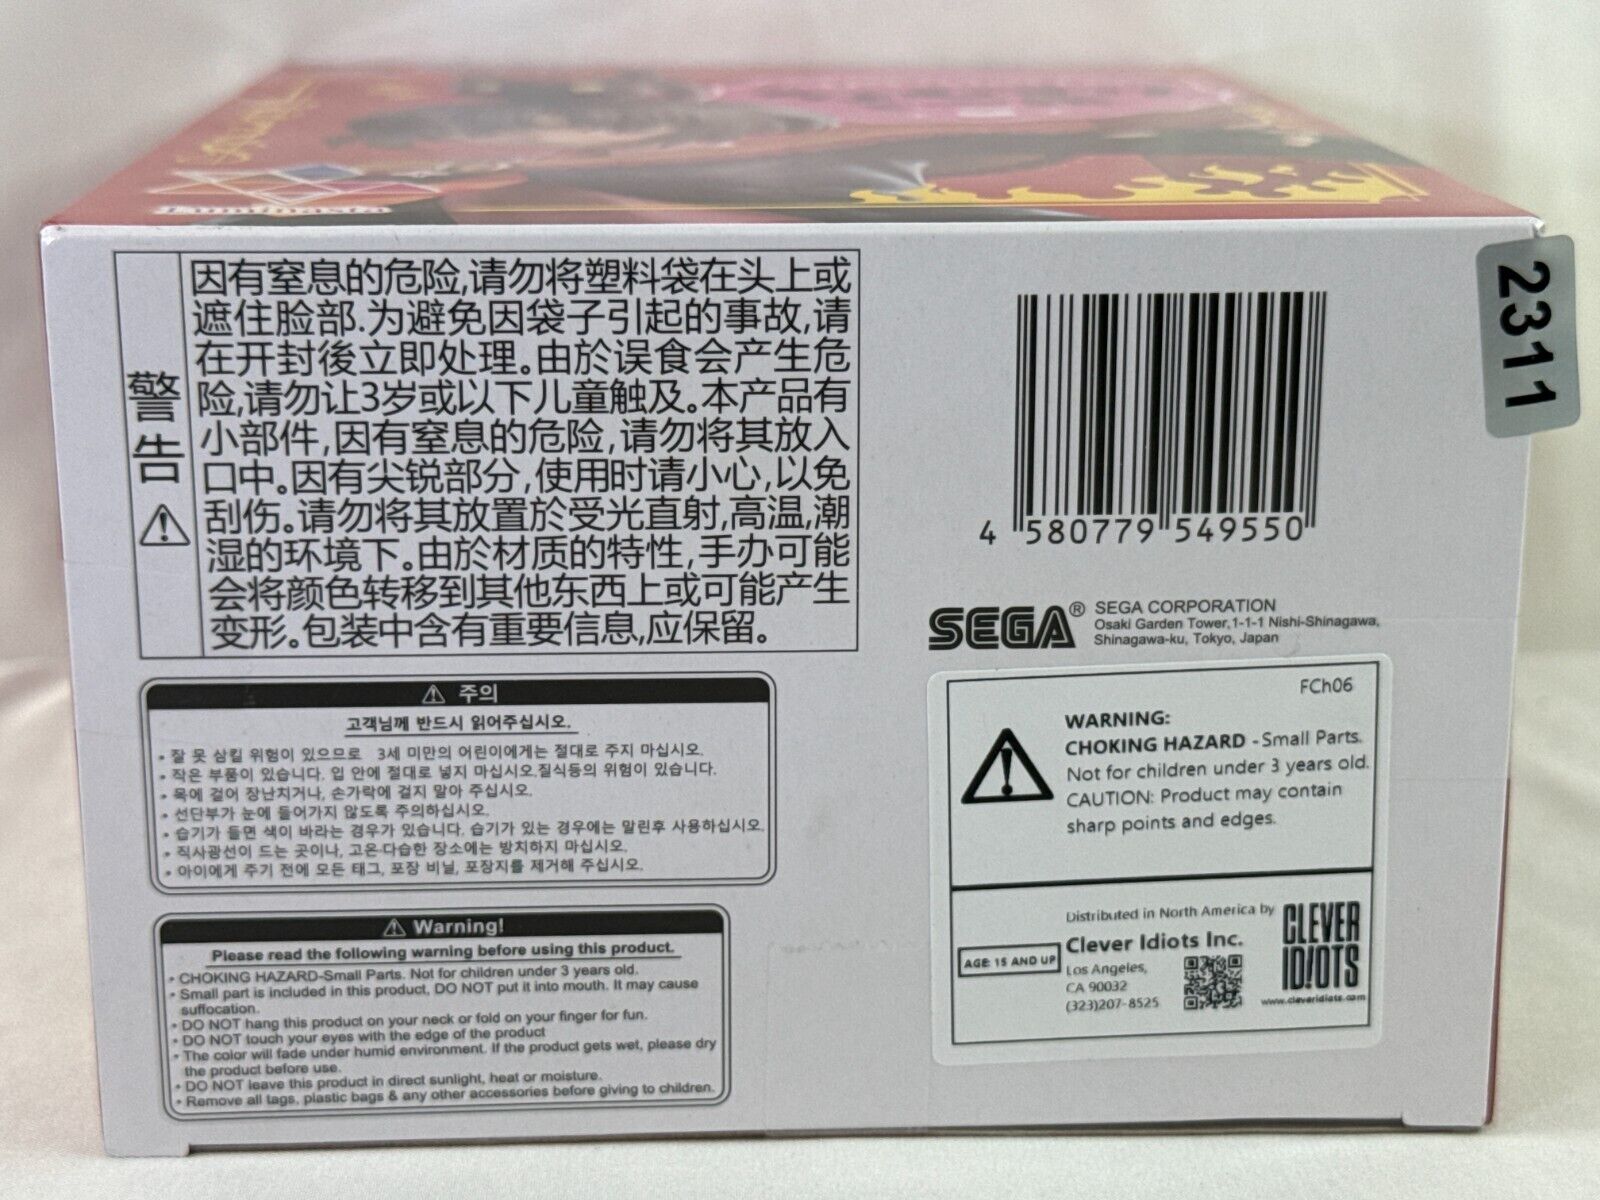 Luminasta
2311
警告
因有窒息的危险,请勿将塑料袋在头上或
遮住脸部.为避免因袋子引起的事故,请
在开封後立即处理。由於误食会产生危
险,请勿让3岁或以下儿童触及。本产品有
小部件,因有窒息的危险,请勿将其放入
口中。因有尖锐部分,使用时请小心,以免
刮伤。请勿将其放置於受光直射,高温,潮
湿的环境下。由於材质的特性,手办可能
会将颜色转移到其他东西上或可能产生
变形。包装中含有重要信息,应保留。
4 580779 549550
SEGA®
SEGA CORPORATION
Osaki Garden Tower,1-1-1 Nishi-Shinagawa,
Shinagawa-ku, Tokyo, Japan
주의
고객님께 반드시 읽어주십시오.
• 잘 못 삼킬 위험이 있으므로 3세 미만의 어린이에게는 절대로 주지 마십시오.
• 작은 부품이 있습니다. 입 안에 절대로 넣지 마십시오.질식등의 위험이 있습니다.
• 목에 걸어 장난치거나, 손가락에 걸지 말아 주십시오.
• 선단부가 눈에 들어가지 않도록 주의하십시오.
• 습기가 들면 색이 바라는 경우가 있습니다. 습기가 있는 경우에는 말린후 사용하십시오.
• 직사광선이 드는 곳이나, 고온·다습한 장소에는 방치하지 마십시오.
• 아이에게 주기 전에 모든 태그, 포장 비닐, 포장지를 제거해 주십시오.
Warning!
Please read the following warning before using this product.
• CHOKING HAZARD-Small Parts. Not for children under 3 years old.
• Small part is included in this product, DO NOT put it into mouth. It may cause
suffocation.
• DO NOT hang this product on your neck or fold on your finger for fun.
• DO NOT touch your eyes with the edge of the product
• The color will fade under humid environment. If the product gets wet, please dry
the product before use.
• DO NOT leave this product in direct sunlight, heat or moisture.
• Remove all tags, plastic bags & any other accessories before giving to children.
FCh06
WARNING:
CHOKING HAZARD - Small Parts.
Not for children under 3 years old.
CAUTION: Product may contain
sharp points and edges.
AGE: 15 AND UP
Distributed in North America by
Clever Idiots Inc.
Los Angeles,
CA 90032
(323)207-8525
CLEVER
IDIOTS
www.cleveridiots.com